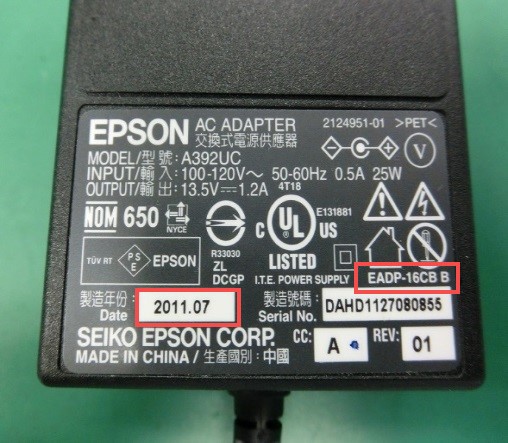 EPSON AC ADAPTER
交換式電源供應器
2124951-01 >PET<
MODEL/型號:A392UC
INPUT/輸入:100-120V～ 50-60Hz 0.5A 25W
OUTPUT/輸出:13.5V⎓1.2A
4T18
V
NOM 650
NYCE
C UL US
E131881
LISTED
I.T.E. POWER SUPPLY
R33030
ZL
DCGP
TÜV RT PSE EPSON
EADP-16CB B
製造年份:
Date
2011.07
製造號碼:
Serial No.
DAHD1127080855
SEIKO EPSON CORP.
CC: A
REV: 01
MADE IN CHINA/生產國別:中國